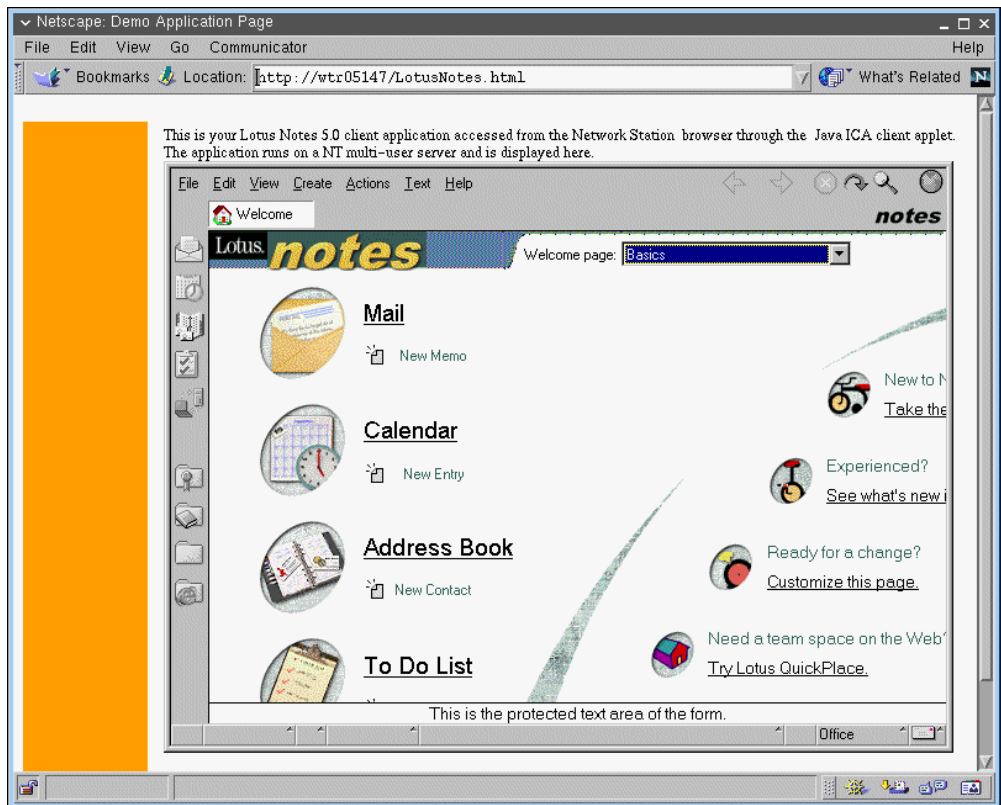 Netscape: Demo Application Page
File Edit View Go Communicator Help
Bookmarks Location: http://wtr05147/LotusNotes.html What's Related N
This is your Lotus Notes 5.0 client application accessed from the Network Station browser through the Java ICA client applet.
The application runs on a NT multi-user server and is displayed here.
File Edit View Create Actions Text Help
Welcome
notes
Lotus. notes Welcome page: Basics
Mail
New Memo
New to N
Take the
Calendar
New Entry
Experienced?
See what's new i
Address Book
New Contact
Ready for a change?
Customize this page.
To Do List
Need a team space on the Web?
Try Lotus QuickPlace.
This is the protected text area of the form.
Office